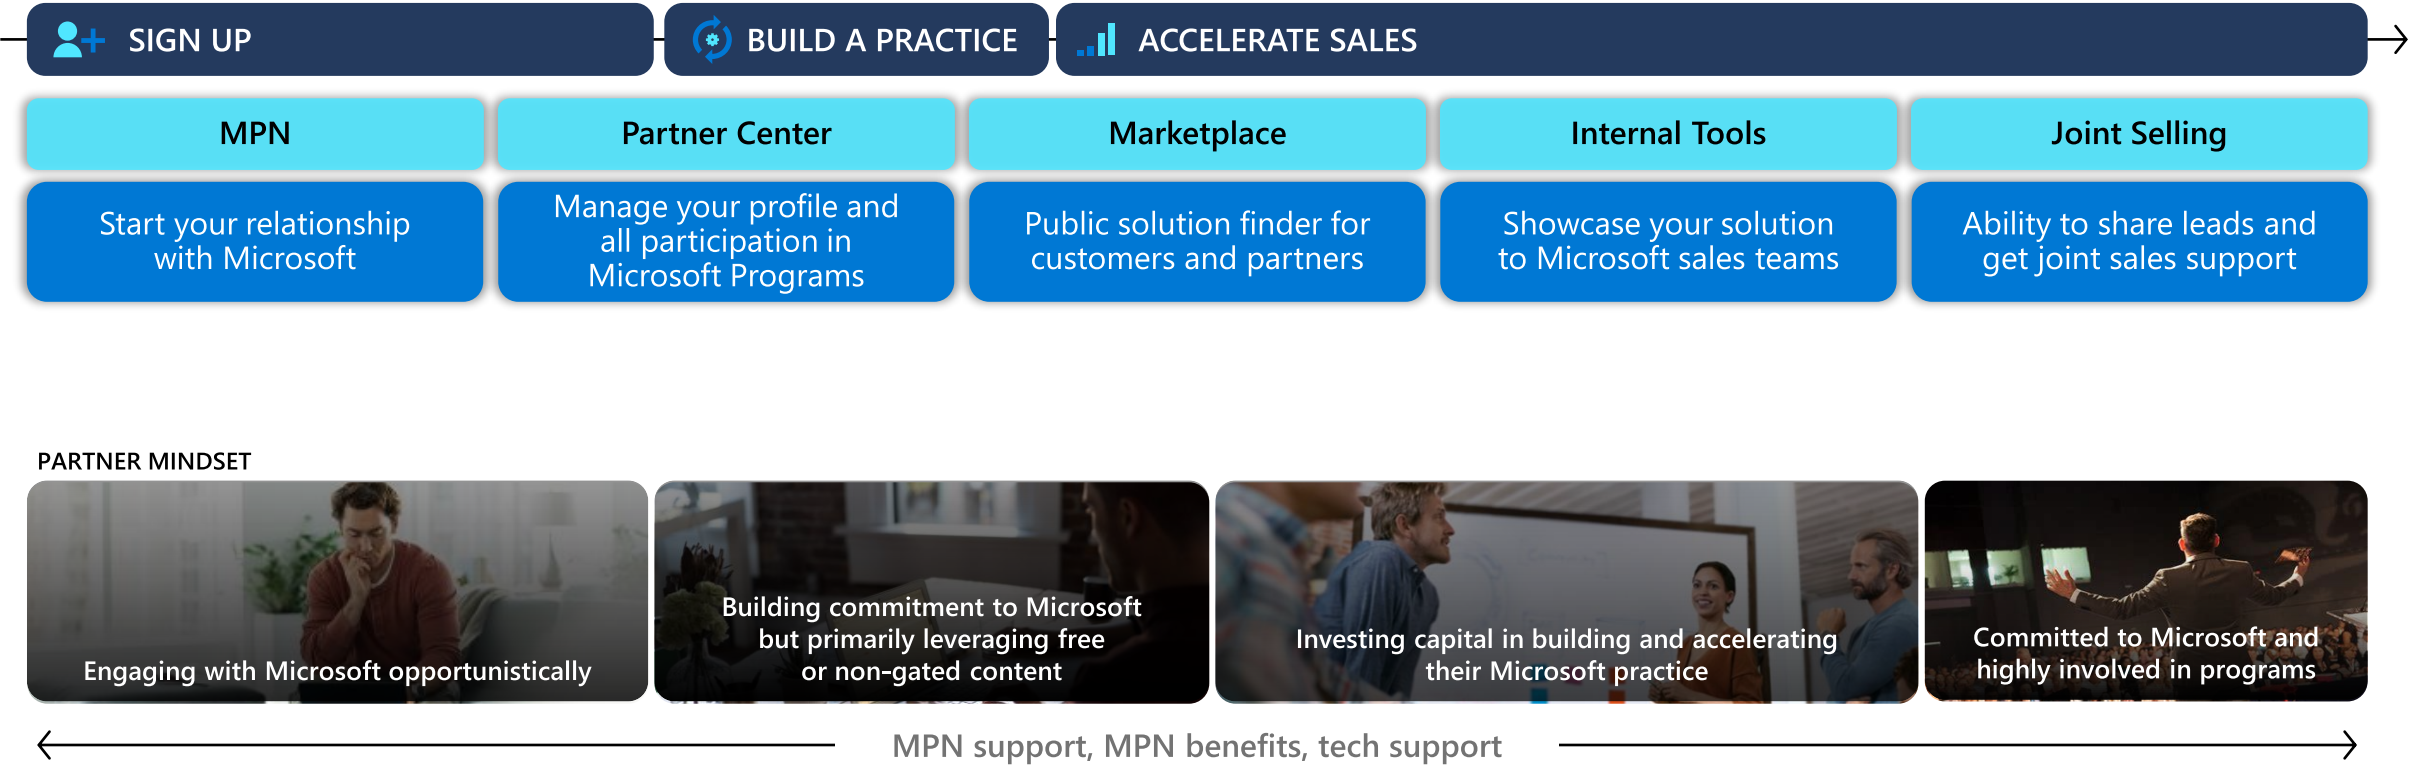 SIGN UP
BUILD A PRACTICE
ACCELERATE SALES
MPN
Partner Center
Marketplace
Internal Tools
Joint Selling
Start your relationship
with Microsoft
Manage your profile and
all participation in
Microsoft Programs
Public solution finder for
customers and partners
Showcase your solution
to Microsoft sales teams
Ability to share leads and
get joint sales support
PARTNER MINDSET
Engaging with Microsoft opportunistically
Building commitment to Microsoft
but primarily leveraging free
or non-gated content
Investing capital in building and accelerating
their Microsoft practice
Committed to Microsoft and
highly involved in programs
MPN support, MPN benefits, tech support